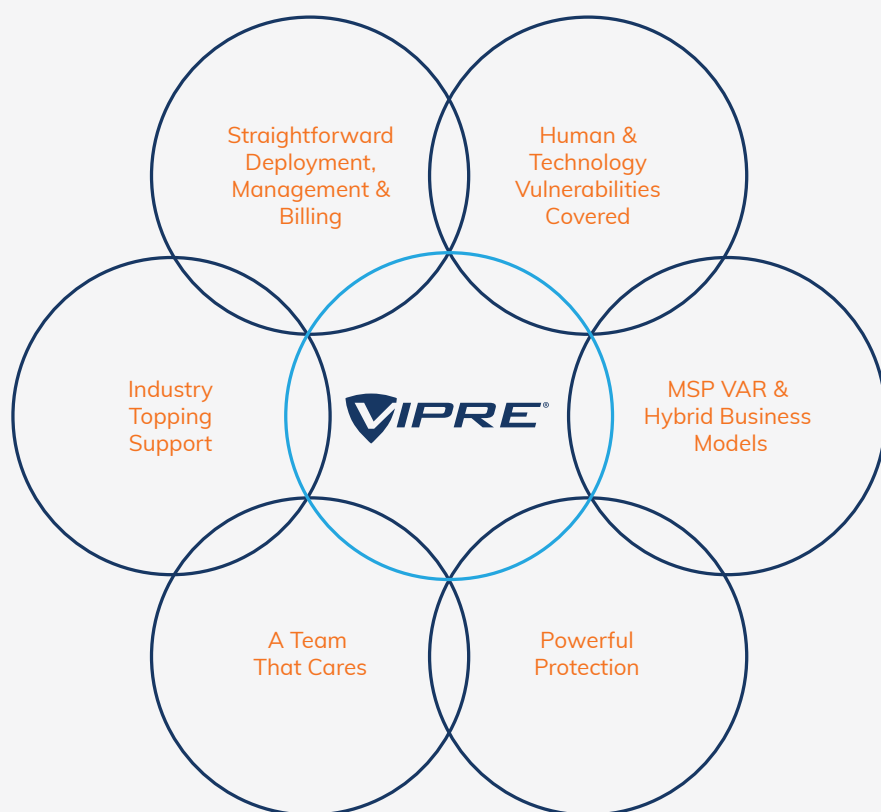 Straightforward
Deployment,
Management &
Billing
Human &
Technology
Vulnerabilities
Covered
Industry
Topping
Support
VIPRE®
MSP VAR &
Hybrid Business
Models
A Team
That Cares
Powerful
Protection